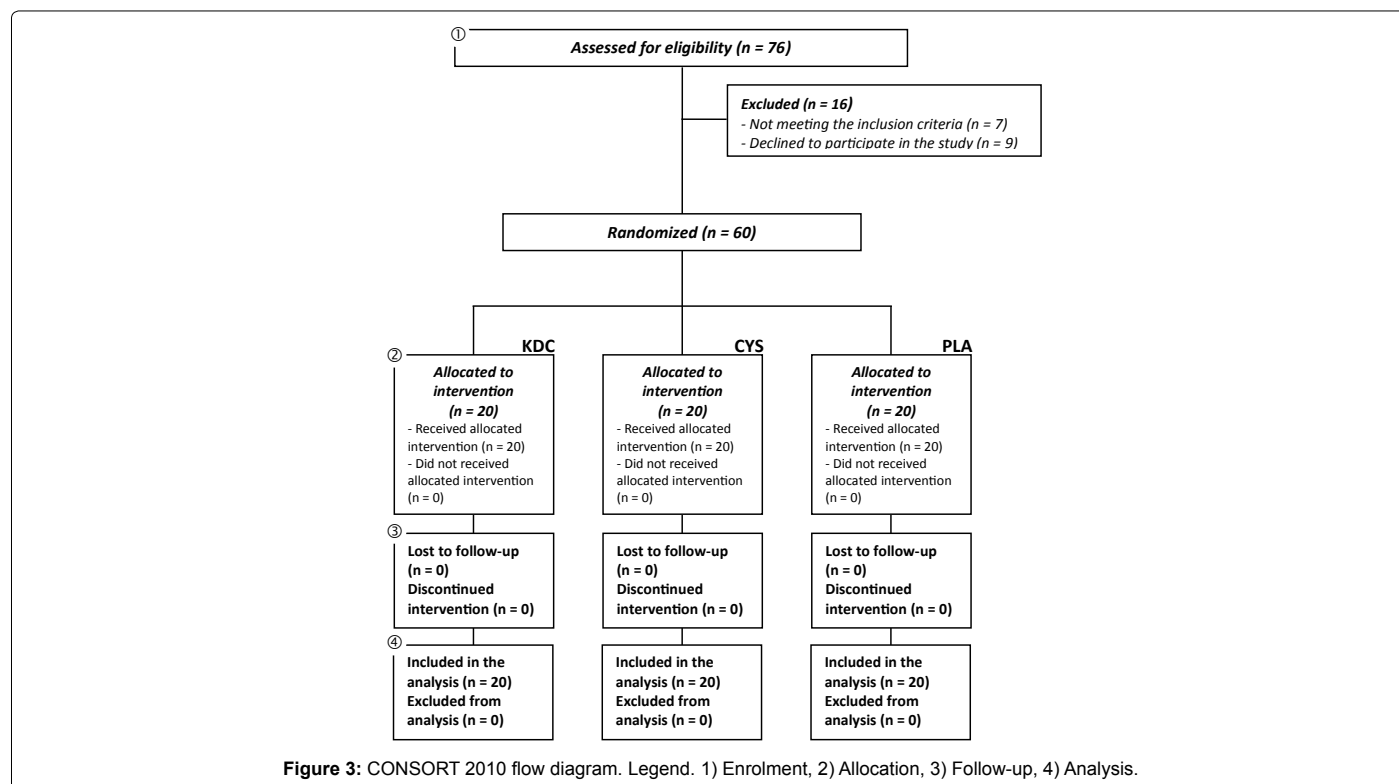 ①
Assessed for eligibility (n = 76)
Excluded (n = 16)
- Not meeting the inclusion criteria (n = 7)
- Declined to participate in the study (n = 9)
Randomized (n = 60)
②
KDC
Allocated to
intervention
(n = 20)
- Received allocated
intervention (n = 20)
- Did not received
allocated intervention
(n = 0)
CYS
Allocated to
intervention
(n = 20)
- Received allocated
intervention (n = 20)
- Did not received
allocated intervention
(n = 0)
PLA
Allocated to
intervention
(n = 20)
- Received allocated
intervention (n = 20)
- Did not received
allocated intervention
(n = 0)
③
Lost to follow-up
(n = 0)
Discontinued
intervention (n = 0)
Lost to follow-up
(n = 0)
Discontinued
intervention (n = 0)
Lost to follow-up
(n = 0)
Discontinued
intervention (n = 0)
④
Included in the
analysis (n = 20)
Excluded from
analysis (n = 0)
Included in the
analysis (n = 20)
Excluded from
analysis (n = 0)
Included in the
analysis (n = 20)
Excluded from
analysis (n = 0)
Figure 3: CONSORT 2010 flow diagram. Legend. 1) Enrolment, 2) Allocation, 3) Follow-up, 4) Analysis.